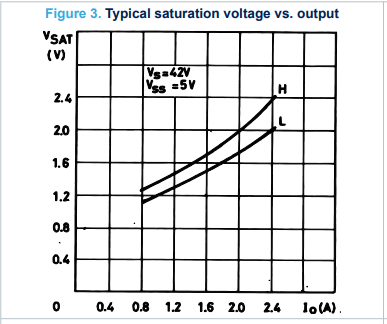 Figure 3. Typical saturation voltage vs. output
VSAT
(V)
Vs=42V
Vss =5V
H
2.4
L
2.0
1.6
1.2
0.8
0.4
0 0.4 0.8 1.2 1.6 2.0 2.4 Io(A)